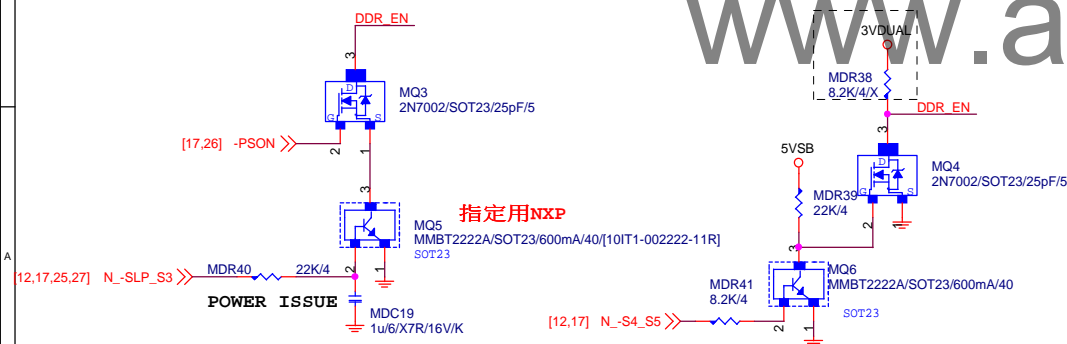 www.a
DDR_EN
3
D
G
S
MQ3
2N7002/SOT23/25pF/5
[17,26] -PSON
2
1
3
指定用NXP
MQ5
MMBT2222A/SOT23/600mA/40/[10IT1-002222-11R]
SOT23
A
[12,17,25,27] N_-SLP_S3
MDR40
22K/4
2
1
POWER ISSUE
MDC19
1u/6/X7R/16V/K
3VDUAL
MDR38
8.2K/4/X
DDR_EN
3
5VSB
D
G
S
MQ4
2N7002/SOT23/25pF/5
MDR39
22K/4
2
1
3
MQ6
MMBT2222A/SOT23/600mA/40
SOT23
MDR41
8.2K/4
[12,17] N_-S4_S5
2
1